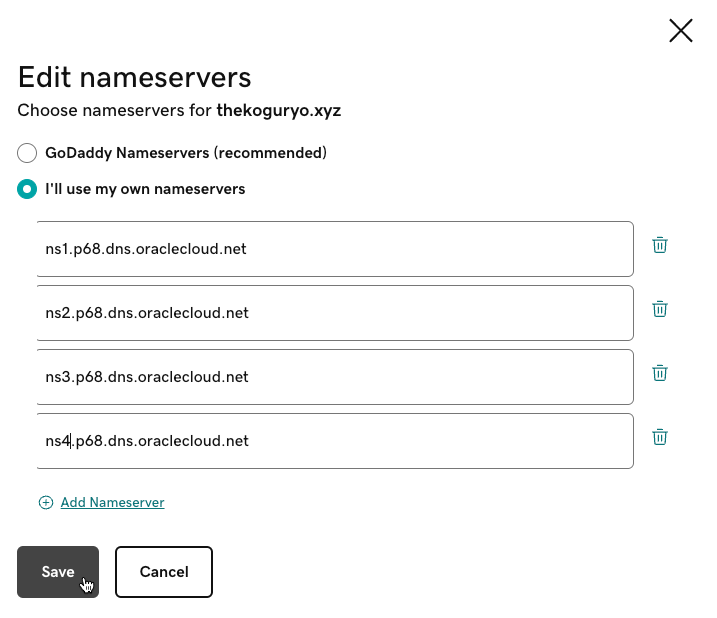 Edit nameservers
Choose nameservers for thekoguryo.xyz
GoDaddy Nameservers (recommended)
I'll use my own nameservers
ns1.p68.dns.oraclecloud.net
ns2.p68.dns.oraclecloud.net
ns3.p68.dns.oraclecloud.net
ns4.p68.dns.oraclecloud.net
Add Nameserver
Save Cancel